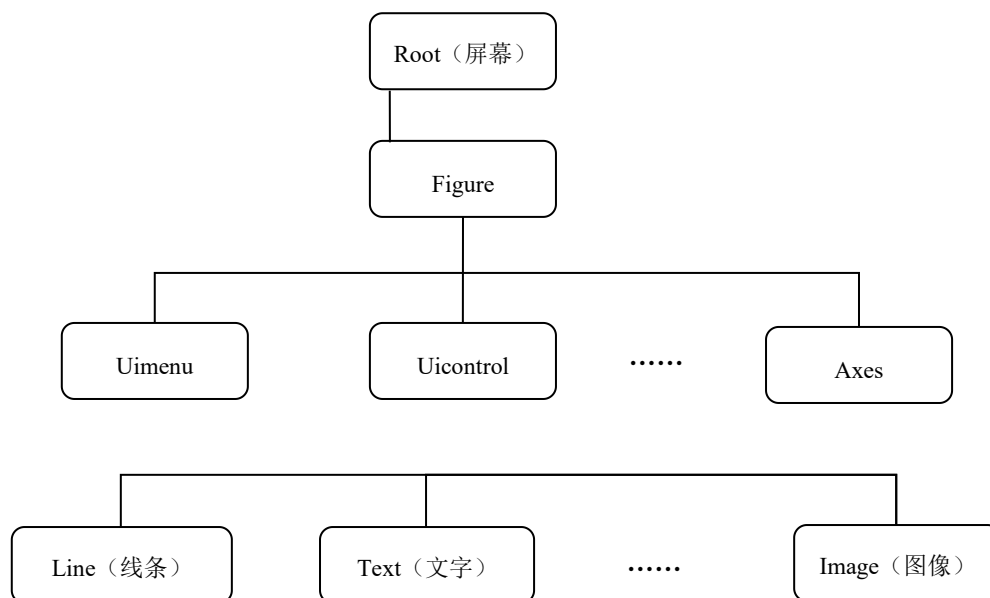 Root（屏幕）
Figure
Uimenu
Uicontrol
……
Axes
Line（线条）
Text（文字）
……
Image（图像）